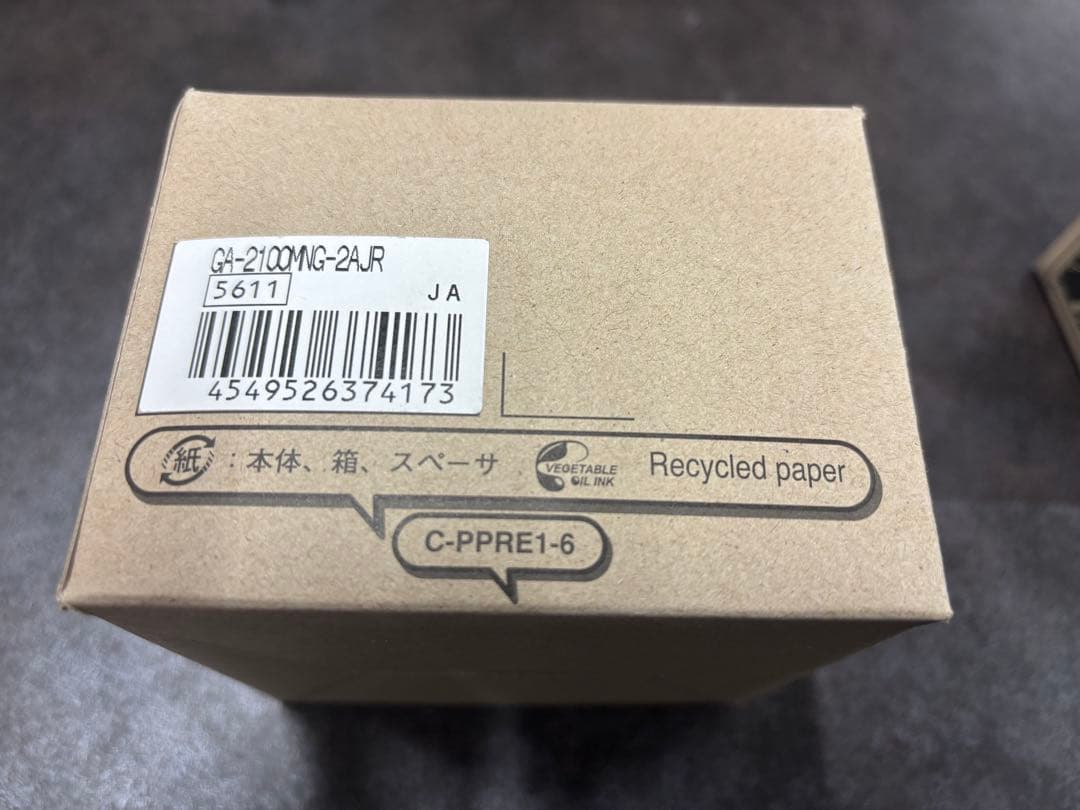 GA-2100MNG-2AJR
5611 JA
4549526374173
紙 : 本体、箱、スペーサ VEGETABLE OIL INK Recycled paper
C-PPRE1-6